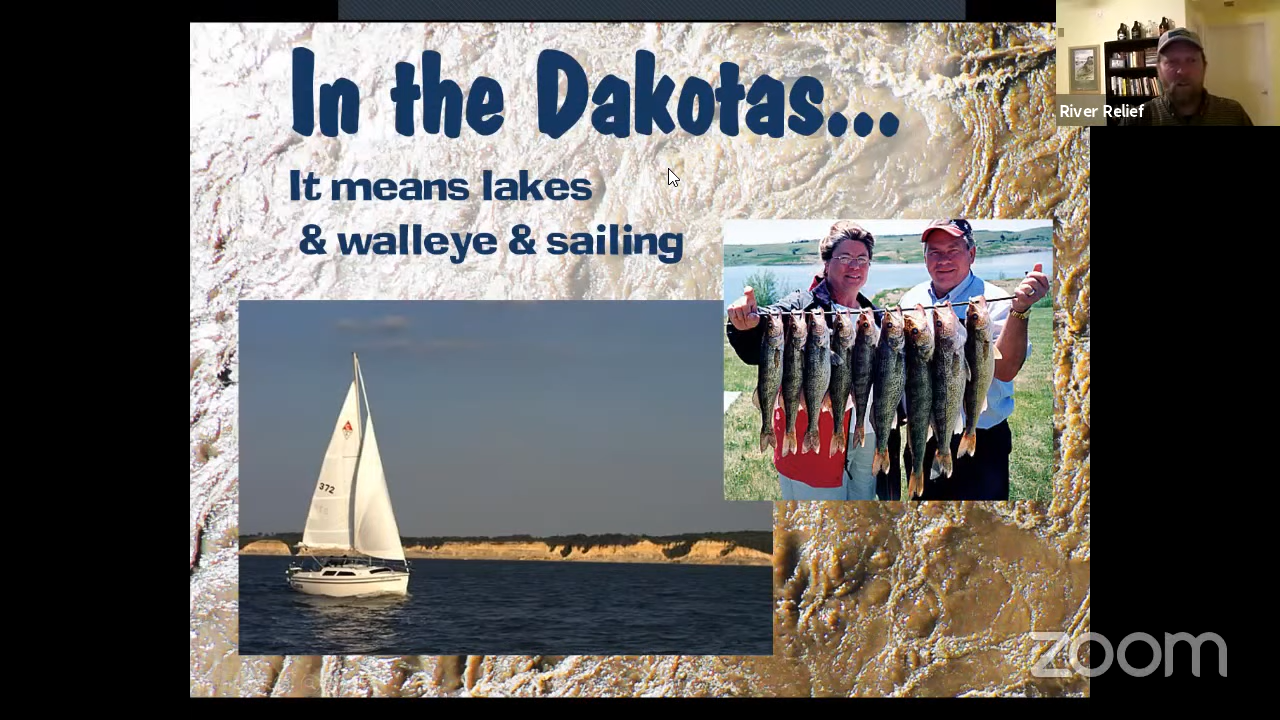 In the Dakotas...
It means lakes
& walleye & sailing
River Relief
372
zoom